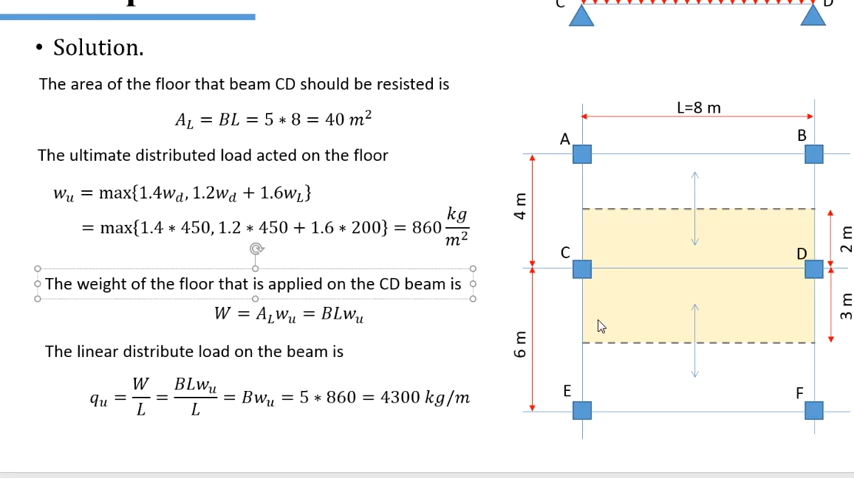 C D
• Solution.
The area of the floor that beam CD should be resisted is
A_L = BL = 5 ∗ 8 = 40 m²
The ultimate distributed load acted on the floor
w_u = max{1.4w_d, 1.2w_d + 1.6w_L}
= max{1.4 ∗ 450, 1.2 ∗ 450 + 1.6 ∗ 200} = 860 kg/m²
The weight of the floor that is applied on the CD beam is
W = A_L w_u = BLw_u
The linear distribute load on the beam is
q_u = W/L = BLw_u/L = Bw_u = 5 ∗ 860 = 4300 kg/m
L=8 m
A B
4 m
2 m
C D
3 m
6 m
E F